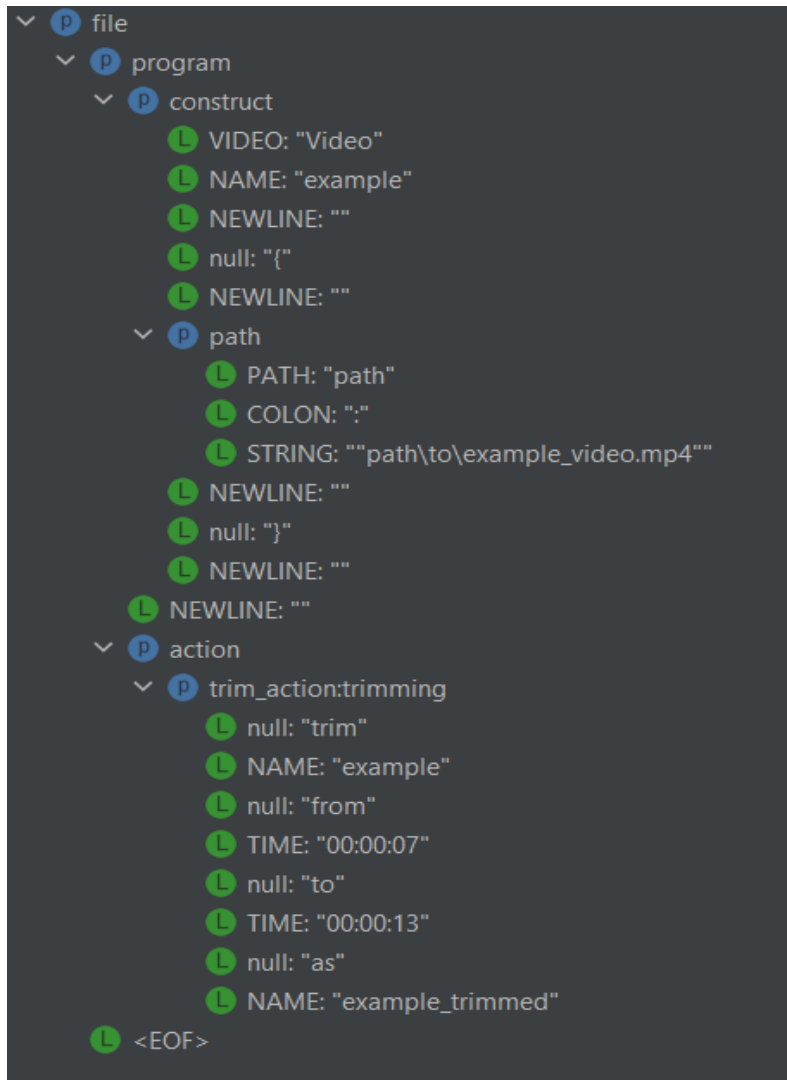 p file
p program
p construct
L VIDEO: "Video"
L NAME: "example"
L NEWLINE: ""
L null: "{"
L NEWLINE: ""
p path
L PATH: "path"
L COLON: ":"
L STRING: ""path\to\example_video.mp4""
L NEWLINE: ""
L null: "}"
L NEWLINE: ""
L NEWLINE: ""
p action
p trim_action:trimming
L null: "trim"
L NAME: "example"
L null: "from"
L TIME: "00:00:07"
L null: "to"
L TIME: "00:00:13"
L null: "as"
L NAME: "example_trimmed"
L <EOF>